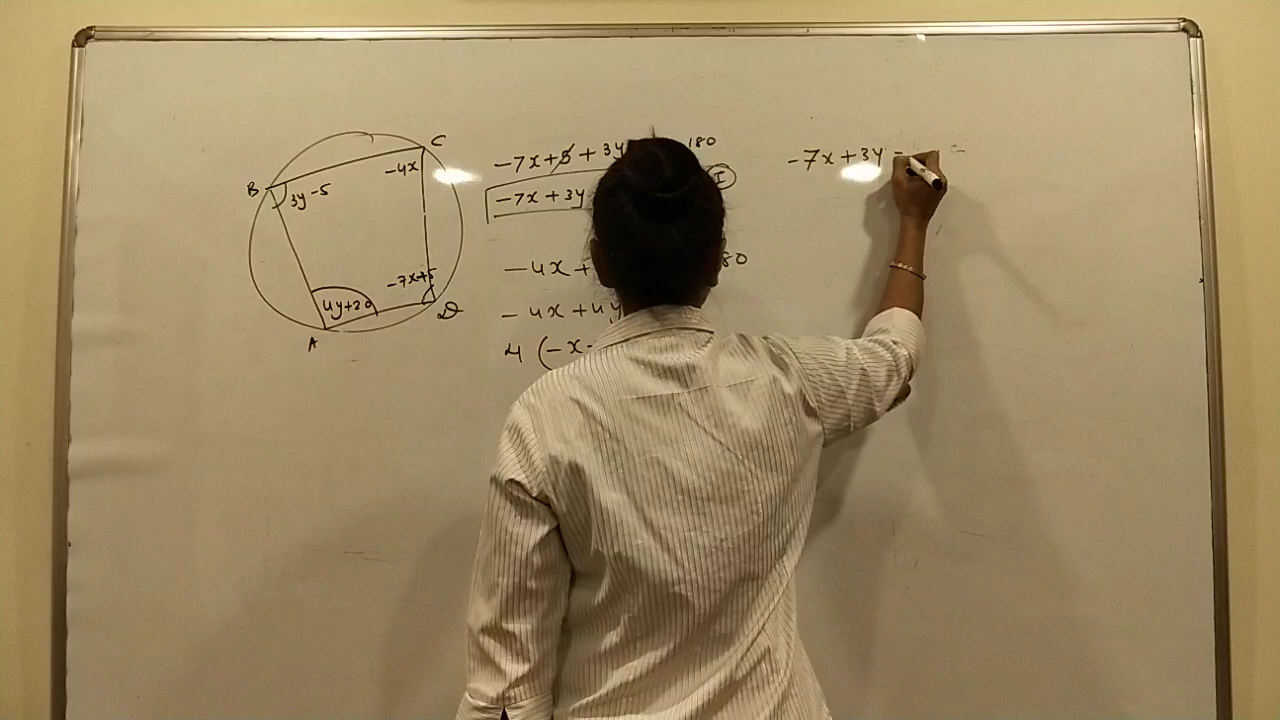 C
-4x
B
3y-5
-7x+5
4y+20
D
A
-7x+5+3y
180
-7x+3y
I
-4x+
80
-4x+4y
4(-x
-7x+3y